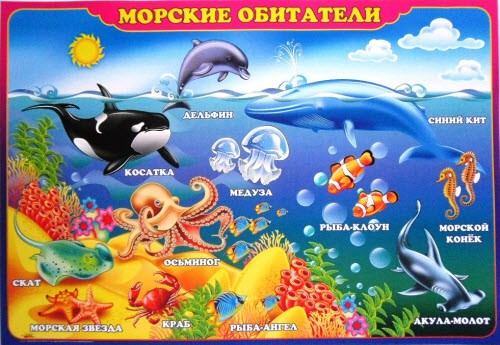 МОРСКИЕ ОБИТАТЕЛИ
ДЕЛЬФИН
СИНИЙ КИТ
КОСАТКА
МЕДУЗА
РЫБА-КЛОУН
МОРСКОЙ
КОНЁК
ОСЬМИНОГ
СКАТ
МОРСКАЯ ЗВЕЗДА
КРАБ
РЫБА-АНГЕЛ
АКУЛА-МОЛОТ